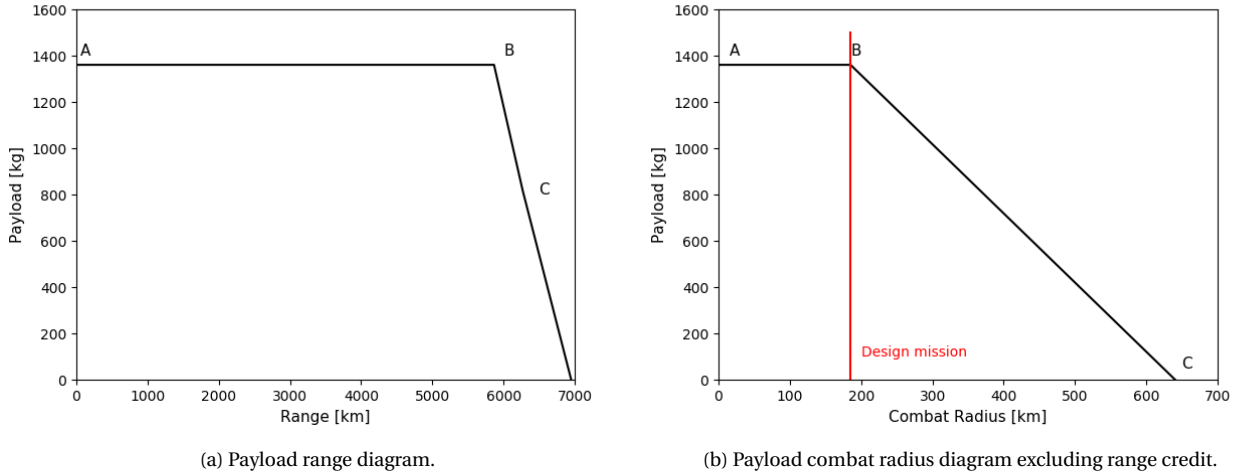 1600
1400
1200
1000
800
600
400
200
0
Payload [kg]
A
B
C
0 1000 2000 3000 4000 5000 6000 7000
Range [km]
(a) Payload range diagram.
1600
1400
1200
1000
800
600
400
200
0
Payload [kg]
A
B
Design mission
C
0 100 200 300 400 500 600 700
Combat Radius [km]
(b) Payload combat radius diagram excluding range credit.